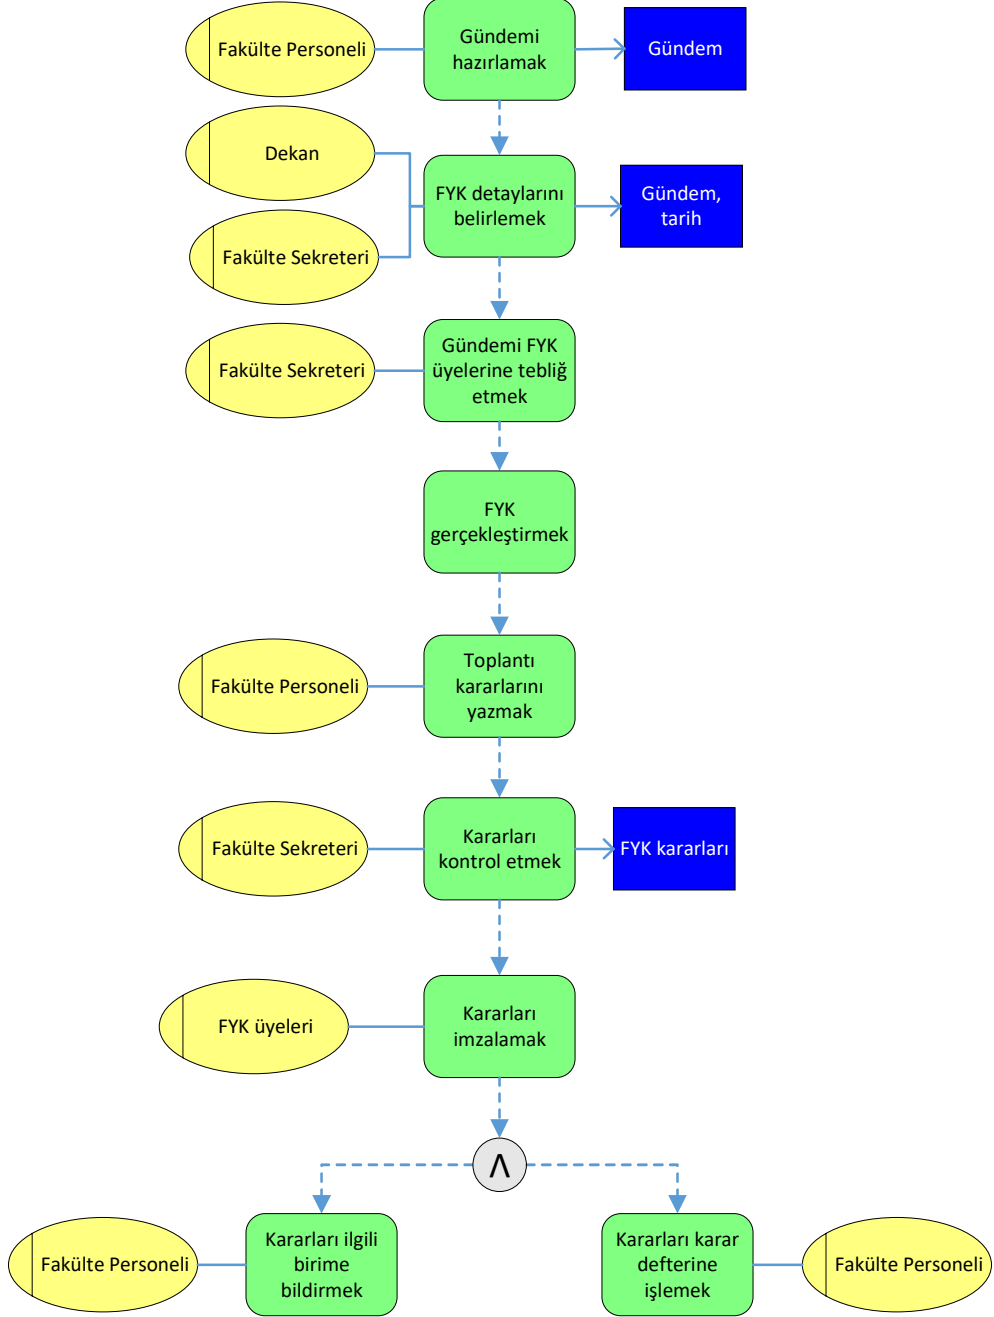 Fakülte Personeli
Gündemi
hazırlamak
Gündem
Dekan
Fakülte Sekreteri
FYK detaylarını
belirlemek
Gündem,
tarih
Fakülte Sekreteri
Gündemi FYK
üyelerine tebliğ
etmek
FYK
gerçekleştirmek
Fakülte Personeli
Toplantı
kararlarını
yazmak
Fakülte Sekreteri
Kararları
kontrol etmek
FYK kararları
FYK üyeleri
Kararları
imzalamak
Λ
Fakülte Personeli
Kararları ilgili
birime
bildirmek
Kararları karar
defterine
işlemek
Fakülte Personeli